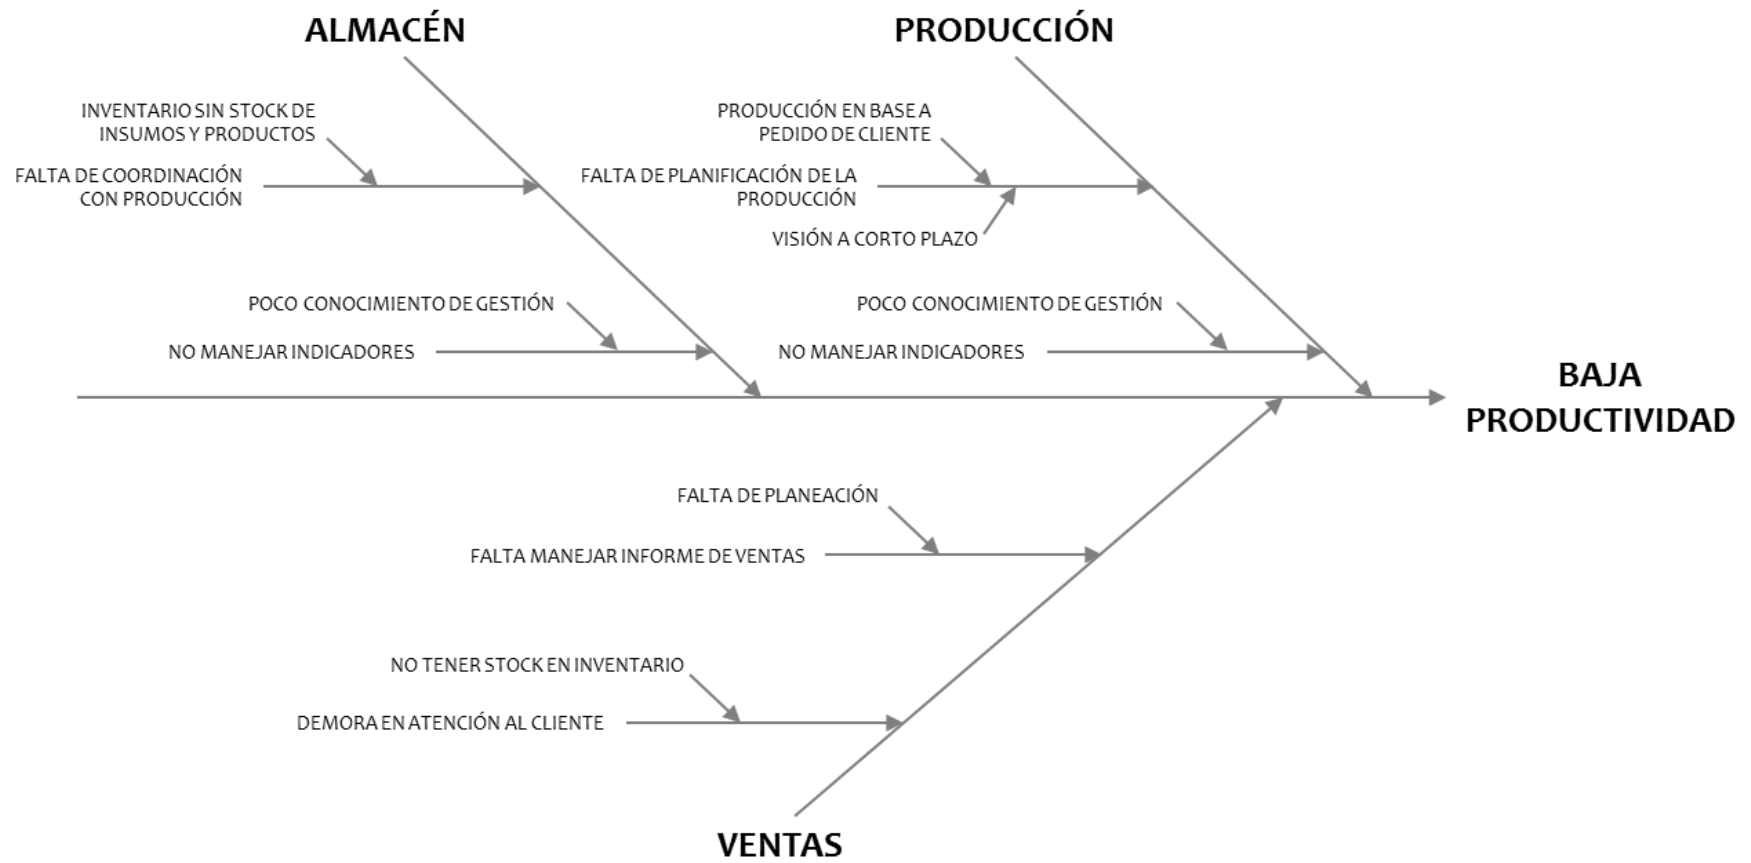 ALMACÉN
PRODUCCIÓN
INVENTARIO SIN STOCK DE
INSUMOS Y PRODUCTOS
FALTA DE COORDINACIÓN
CON PRODUCCIÓN
PRODUCCIÓN EN BASE A
PEDIDO DE CLIENTE
FALTA DE PLANIFICACIÓN DE LA
PRODUCCIÓN
VISIÓN A CORTO PLAZO
POCO CONOCIMIENTO DE GESTIÓN
NO MANEJAR INDICADORES
POCO CONOCIMIENTO DE GESTIÓN
NO MANEJAR INDICADORES
BAJA
PRODUCTIVIDAD
FALTA DE PLANEACIÓN
FALTA MANEJAR INFORME DE VENTAS
NO TENER STOCK EN INVENTARIO
DEMORA EN ATENCIÓN AL CLIENTE
VENTAS